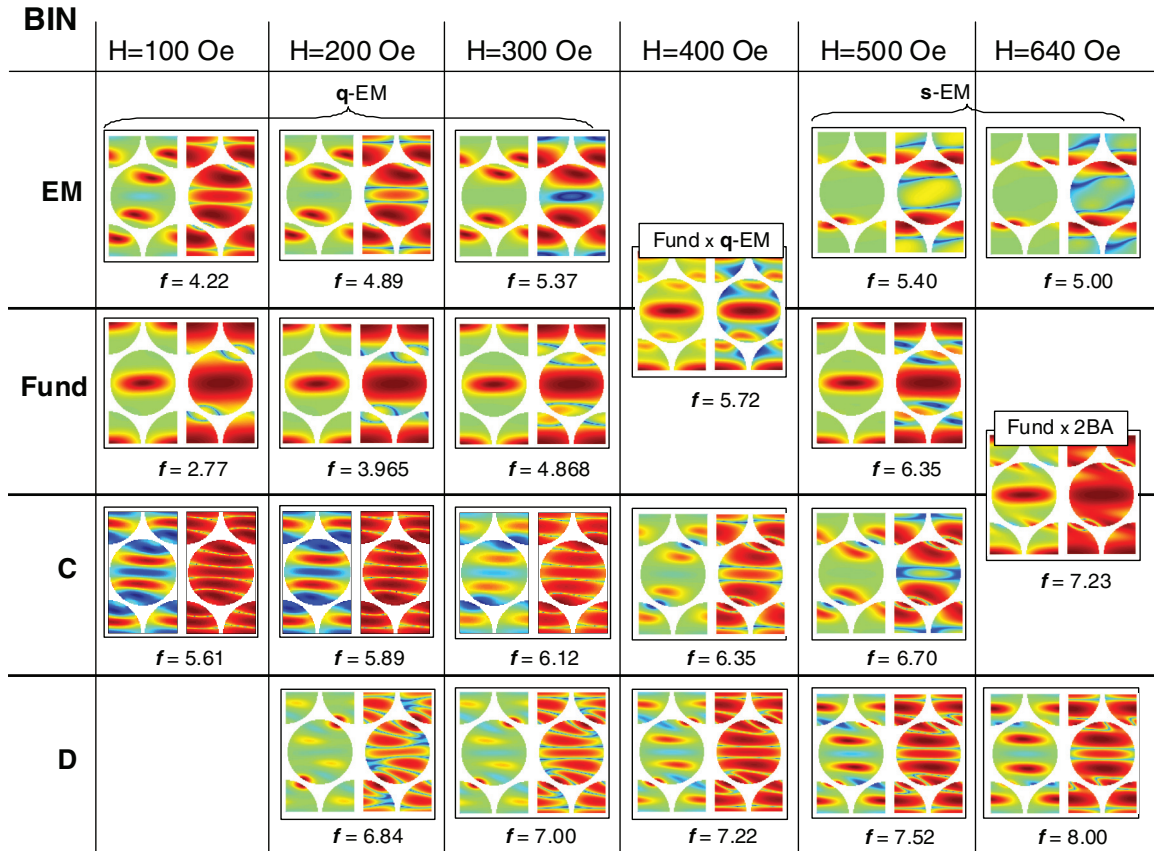 BIN
H=100 Oe H=200 Oe H=300 Oe H=400 Oe H=500 Oe H=640 Oe
q-EM s-EM
EM
f = 4.22 f = 4.89 f = 5.37 f = 5.40 f = 5.00
Fund x q-EM
f = 5.72
Fund
f = 2.77 f = 3.965 f = 4.868 f = 6.35
Fund x 2BA
f = 7.23
C
f = 5.61 f = 5.89 f = 6.12 f = 6.35 f = 6.70
D
f = 6.84 f = 7.00 f = 7.22 f = 7.52 f = 8.00